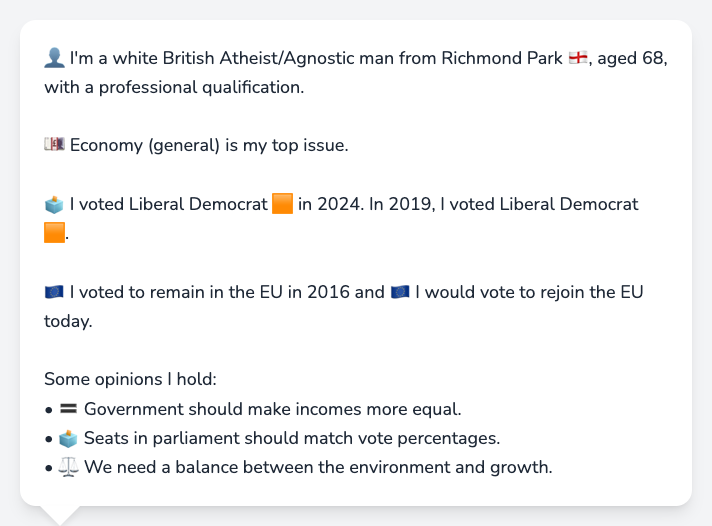 👤 I'm a white British Atheist/Agnostic man from Richmond Park 🏴󠁧󠁢󠁥󠁮󠁧󠁿, aged 68,
with a professional qualification.
💷 Economy (general) is my top issue.
🗳️ I voted Liberal Democrat 🟧 in 2024. In 2019, I voted Liberal Democrat
🟧.
🇪🇺 I voted to remain in the EU in 2016 and 🇪🇺 I would vote to rejoin the EU
today.
Some opinions I hold:
• 🟰 Government should make incomes more equal.
• 🗳️ Seats in parliament should match vote percentages.
• ⚖️ We need a balance between the environment and growth.